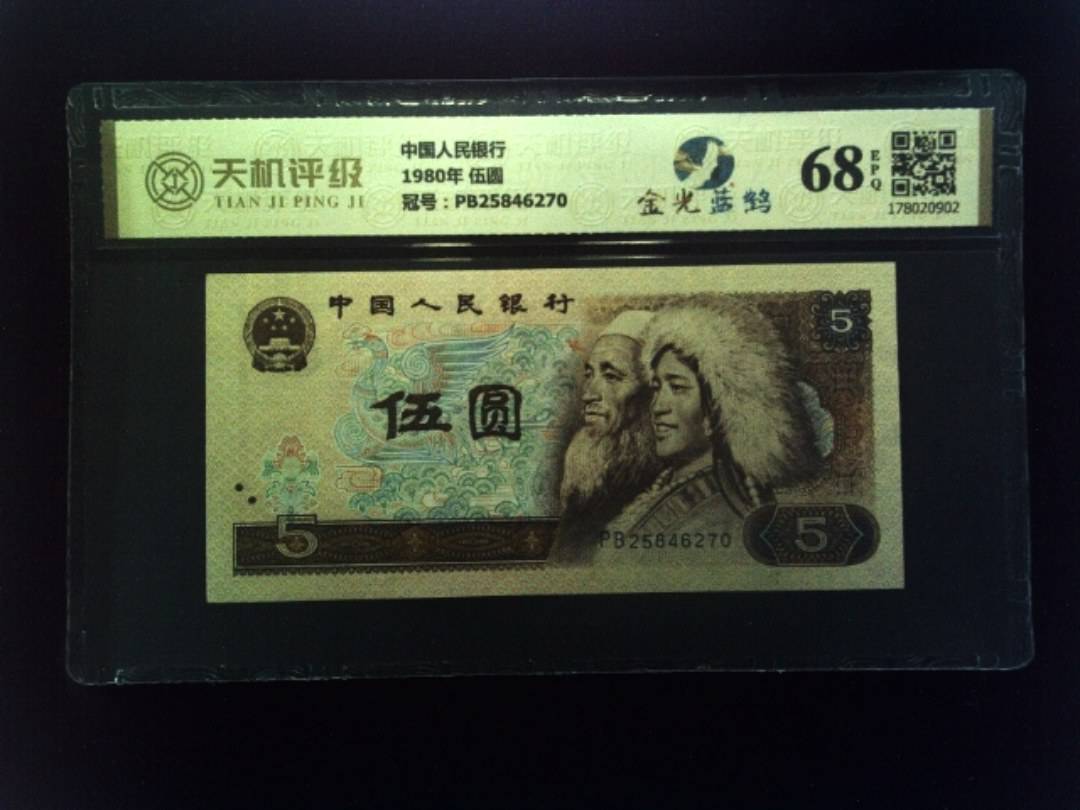 天机评级
TIAN JI PING JI
中国人民银行
1980年 伍圆
冠号：PB25846270
金光蓝鹤
68
EPQ
178020902
中国人民银行
5
伍圆
5
PB25846270
5